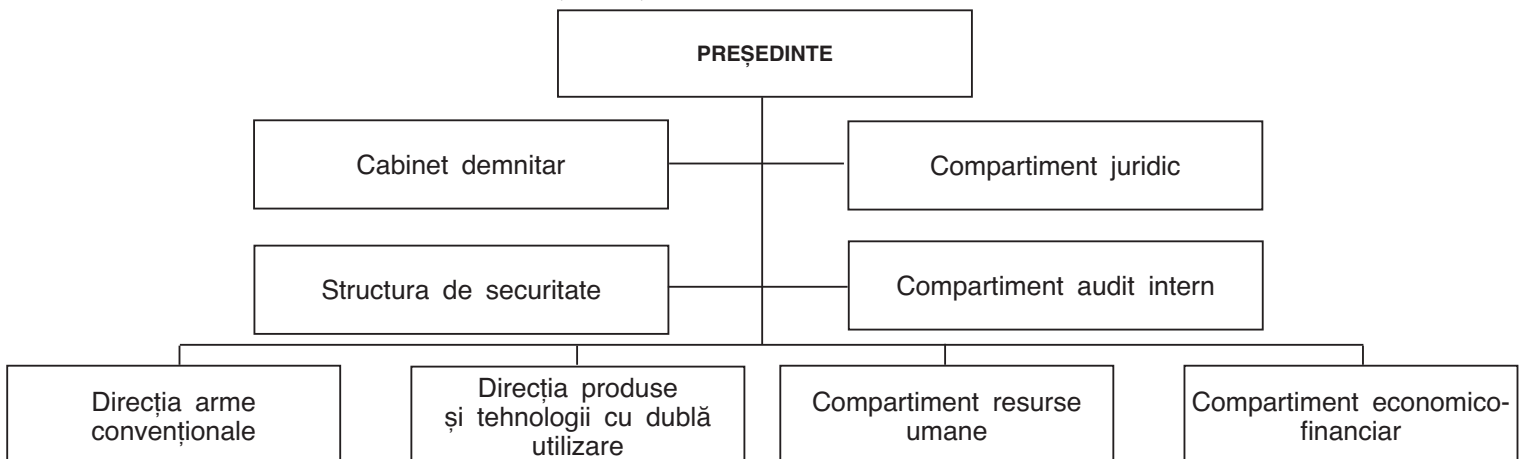 PREȘEDINTE
Cabinet demnitar
Compartiment juridic
Structura de securitate
Compartiment audit intern
Direcția arme
convenționale
Direcția produse
și tehnologii cu dublă
utilizare
Compartiment resurse
umane
Compartiment economico-
financiar